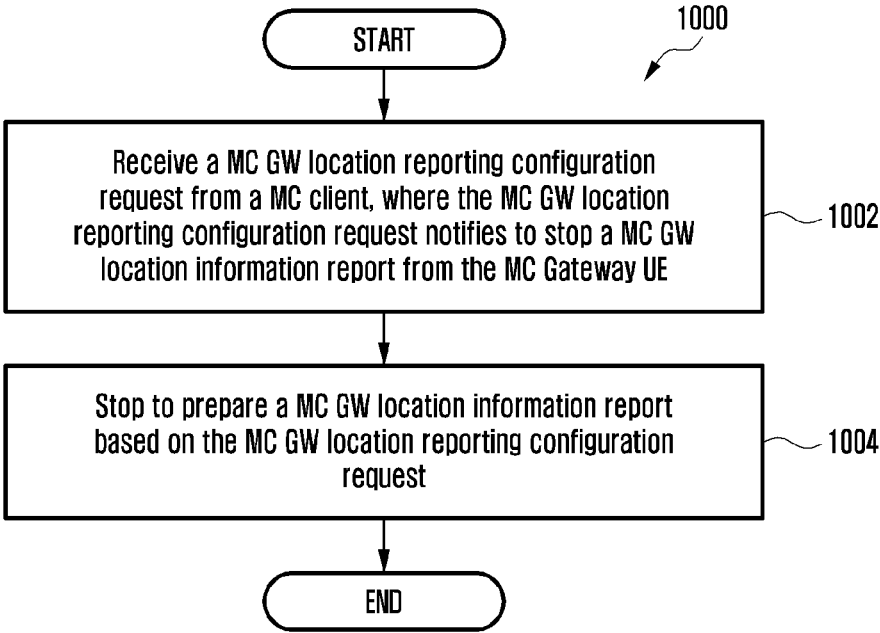 START
1000
Receive a MC GW location reporting configuration
request from a MC client, where the MC GW location
reporting configuration request notifies to stop a MC GW
location information report from the MC Gateway UE
1002
Stop to prepare a MC GW location information report
based on the MC GW location reporting configuration
request
1004
END